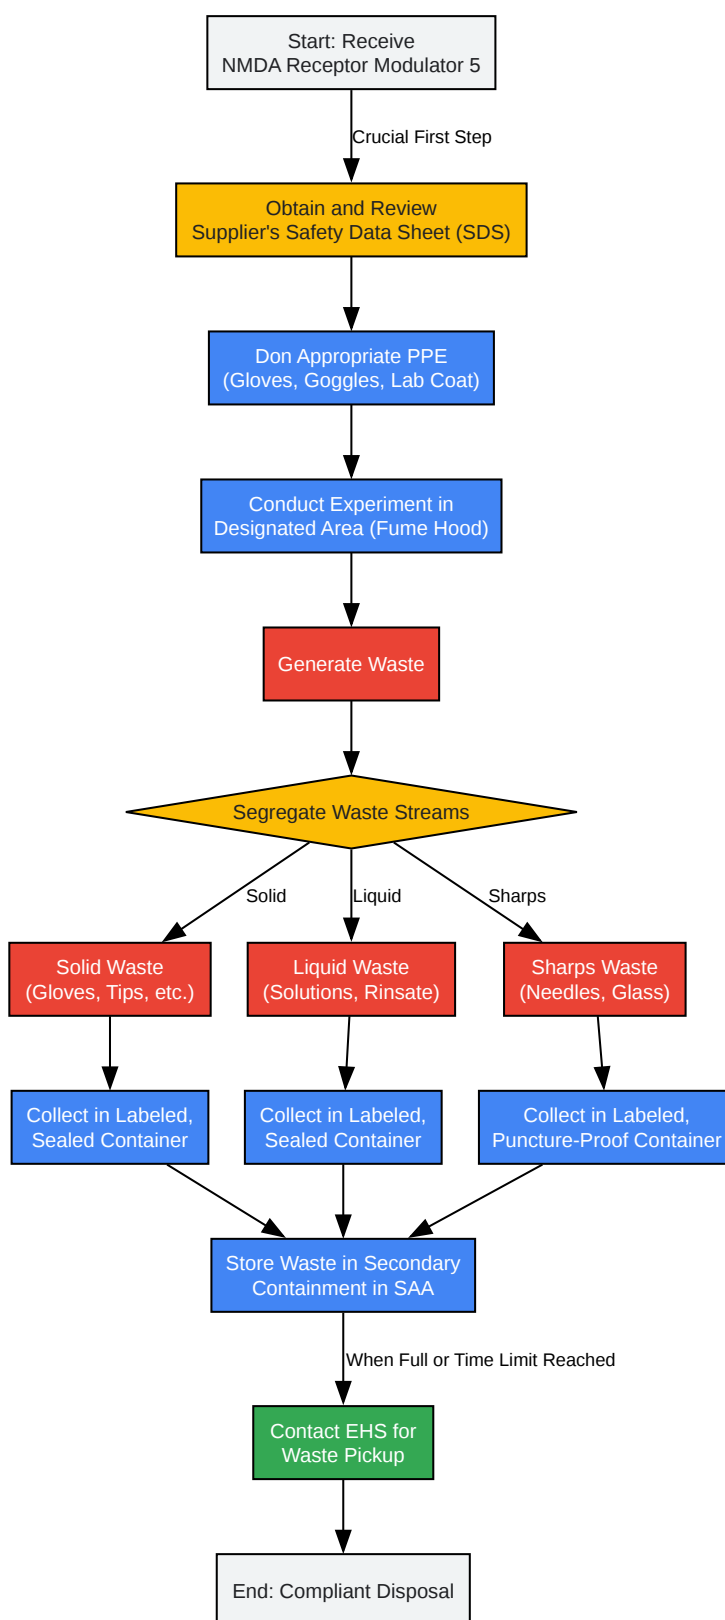 Start: Receive
NMDA Receptor Modulator 5
Crucial First Step
Obtain and Review
Supplier's Safety Data Sheet (SDS)
Don Appropriate PPE
(Gloves, Goggles, Lab Coat)
Conduct Experiment in
Designated Area (Fume Hood)
Generate Waste
Segregate Waste Streams
Solid
Liquid
Sharps
Solid Waste
(Gloves, Tips, etc.)
Liquid Waste
(Solutions, Rinsate)
Sharps Waste
(Needles, Glass)
Collect in Labeled,
Sealed Container
Collect in Labeled,
Sealed Container
Collect in Labeled,
Puncture-Proof Container
Store Waste in Secondary
Containment in SAA
When Full or Time Limit Reached
Contact EHS for
Waste Pickup
End: Compliant Disposal